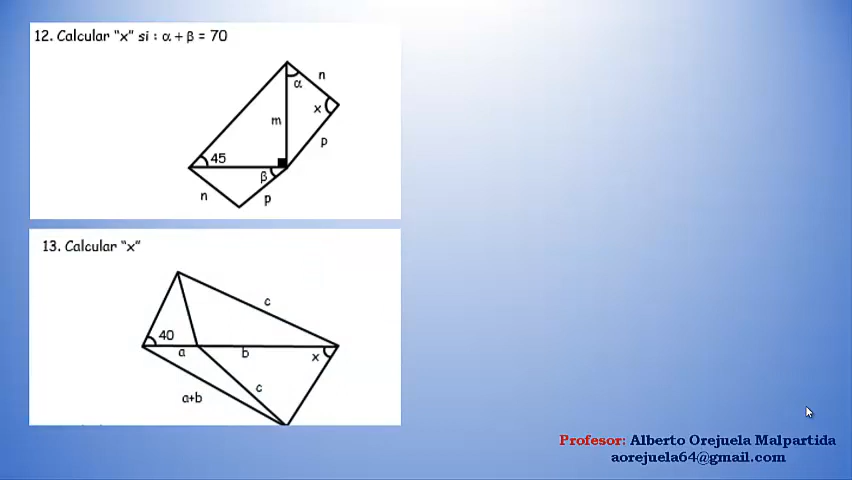 12. Calcular "x" si : α + β = 70
n
α
x
m
p
45
β
n
p
13. Calcular "x"
c
40
a
b
x
c
a+b
Profesor: Alberto Orejuela Malpartida
aorejuela64@gmail.com